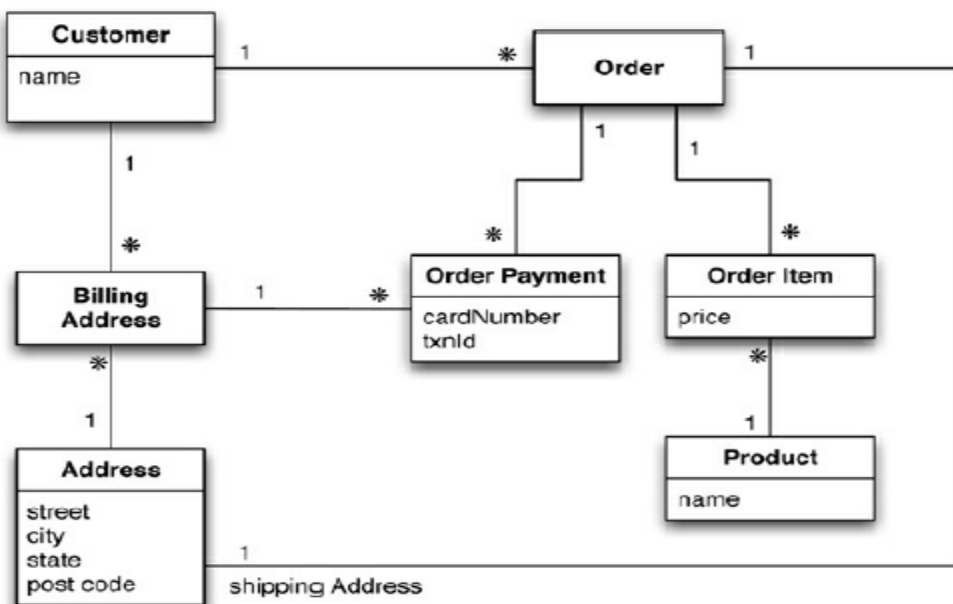 Customer
name
1
*
Order
1
1
1
1
*
*
*
Billing
Address
1
*
Order Payment
cardNumber
txnId
Order Item
price
*
1
*
1
Product
name
Address
street
city
state
post code
1
shipping Address